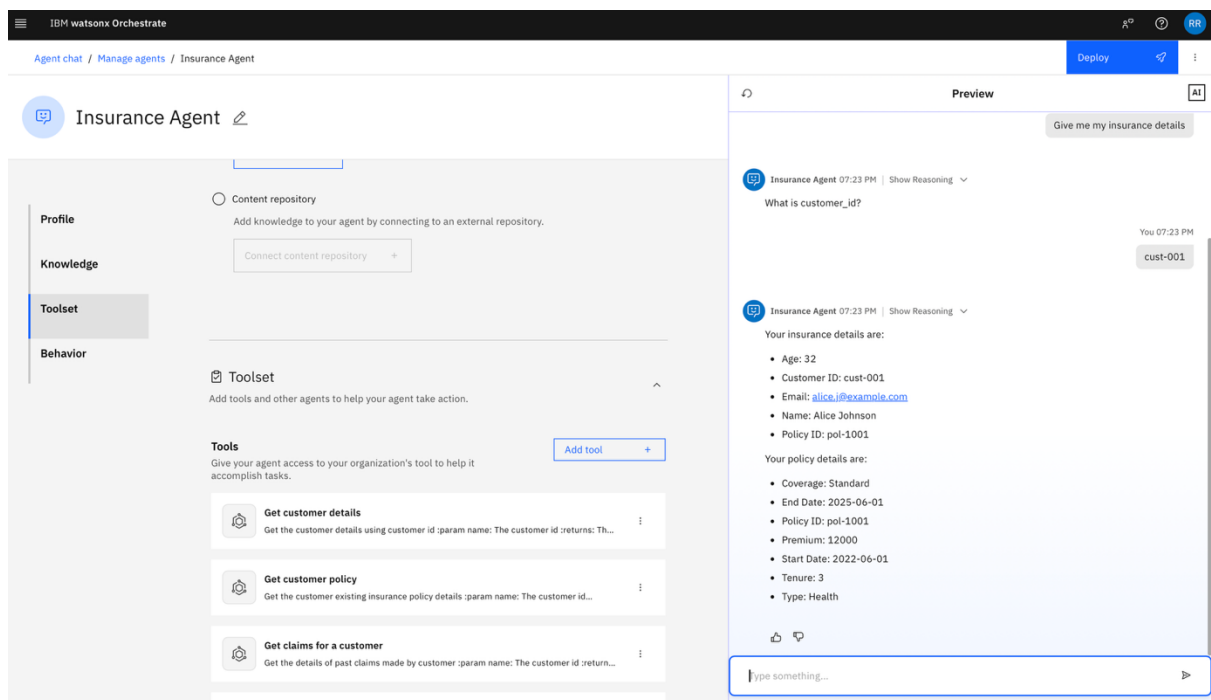 IBM watsonx Orchestrate
RR
Agent chat / Manage agents / Insurance Agent
Deploy
Insurance Agent
Profile
Knowledge
Toolset
Behavior
Content repository
Add knowledge to your agent by connecting to an external repository.
Connect content repository +
Toolset
Add tools and other agents to help your agent take action.
Tools
Give your agent access to your organization's tool to help it
accomplish tasks.
Add tool +
Get customer details
Get the customer details using customer id :param name: The customer id :returns: Th...
Get customer policy
Get the customer existing insurance policy details :param name: The customer id...
Get claims for a customer
Get the details of past claims made by customer :param name: The customer id :return...
Preview
AI
Give me my insurance details
Insurance Agent 07:23 PM | Show Reasoning
What is customer_id?
You 07:23 PM
cust-001
Insurance Agent 07:23 PM | Show Reasoning
Your insurance details are:
• Age: 32
• Customer ID: cust-001
• Email: alice.j@example.com
• Name: Alice Johnson
• Policy ID: pol-1001
Your policy details are:
• Coverage: Standard
• End Date: 2025-06-01
• Policy ID: pol-1001
• Premium: 12000
• Start Date: 2022-06-01
• Tenure: 3
• Type: Health
Type something...